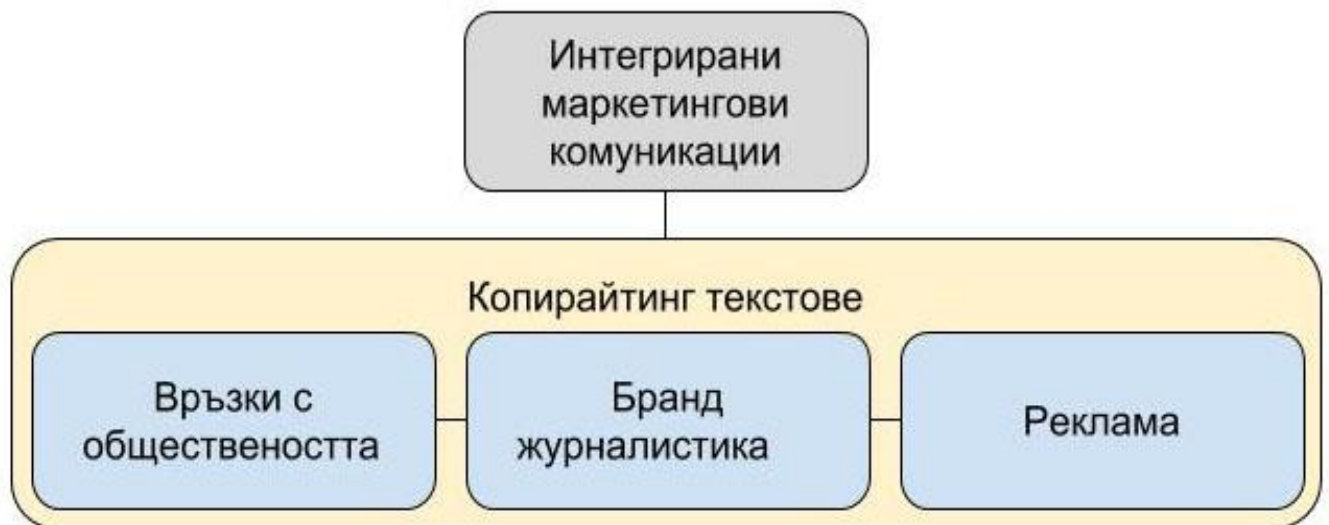 Интегрирани
маркетингови
комуникации
Копирайтинг текстове
Връзки с
обществеността
Бранд
журналистика
Реклама